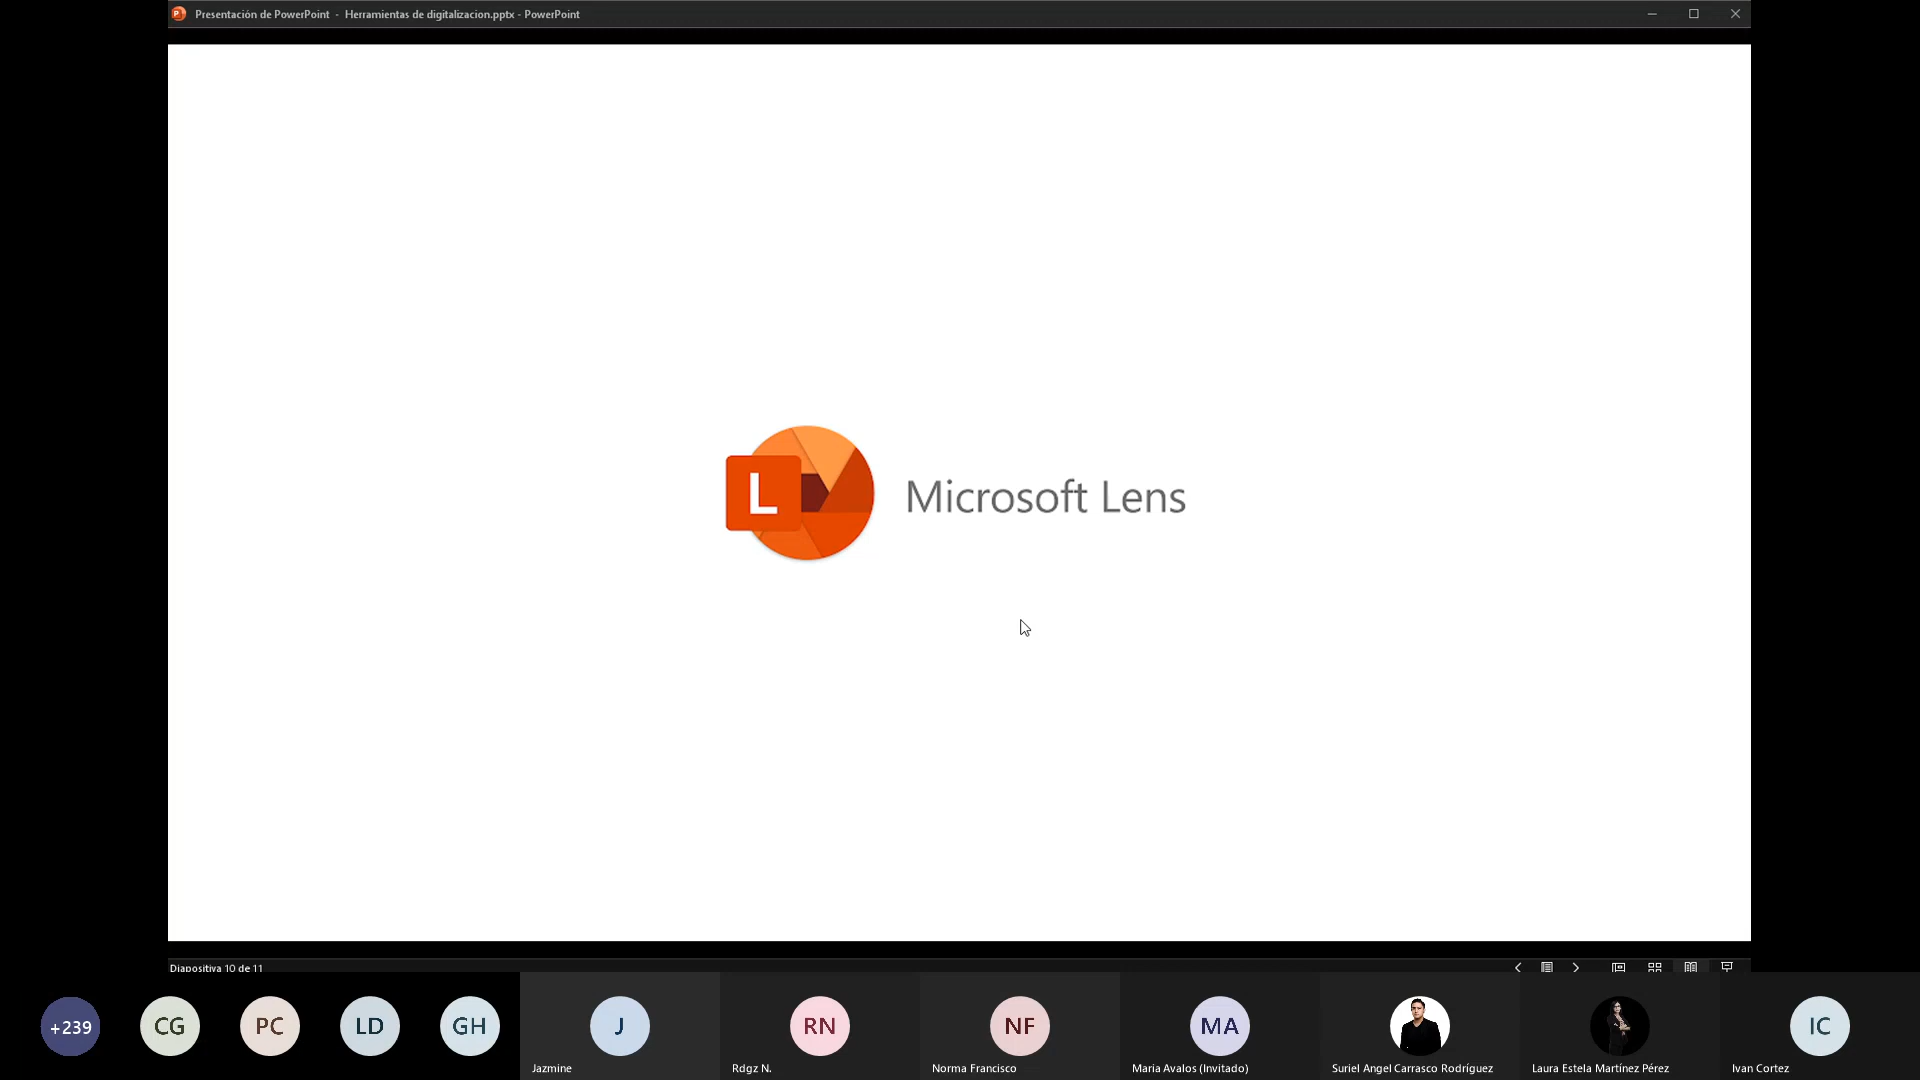 Presentación de PowerPoint - Herramientas de digitalizacion.pptx - PowerPoint
L
Microsoft Lens
Diapositiva 10 de 11
+239
CG
PC
LD
GH
J
RN
NF
MA
IC
Jazmine
Rdgz N.
Norma Francisco
Maria Avalos (Invitado)
Suriel Angel Carrasco Rodríguez
Laura Estela Martínez Pérez
Ivan Cortez